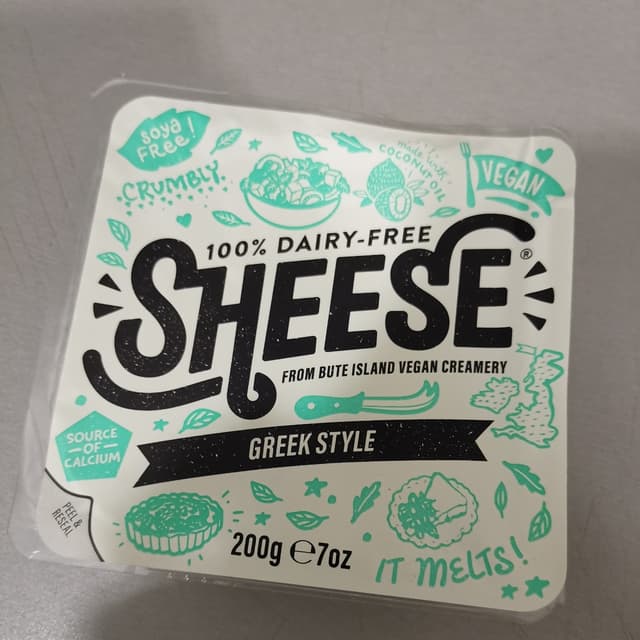 soya
FREE!
CRUMBLY
made with
COCONUT OIL
VEGAN
100% DAIRY-FREE
SHEESE®
FROM BUTE ISLAND VEGAN CREAMERY
GREEK STYLE
SOURCE
OF
CALCIUM
PEEL &
RESEAL
200g ℮ 7oz
IT MELTS!